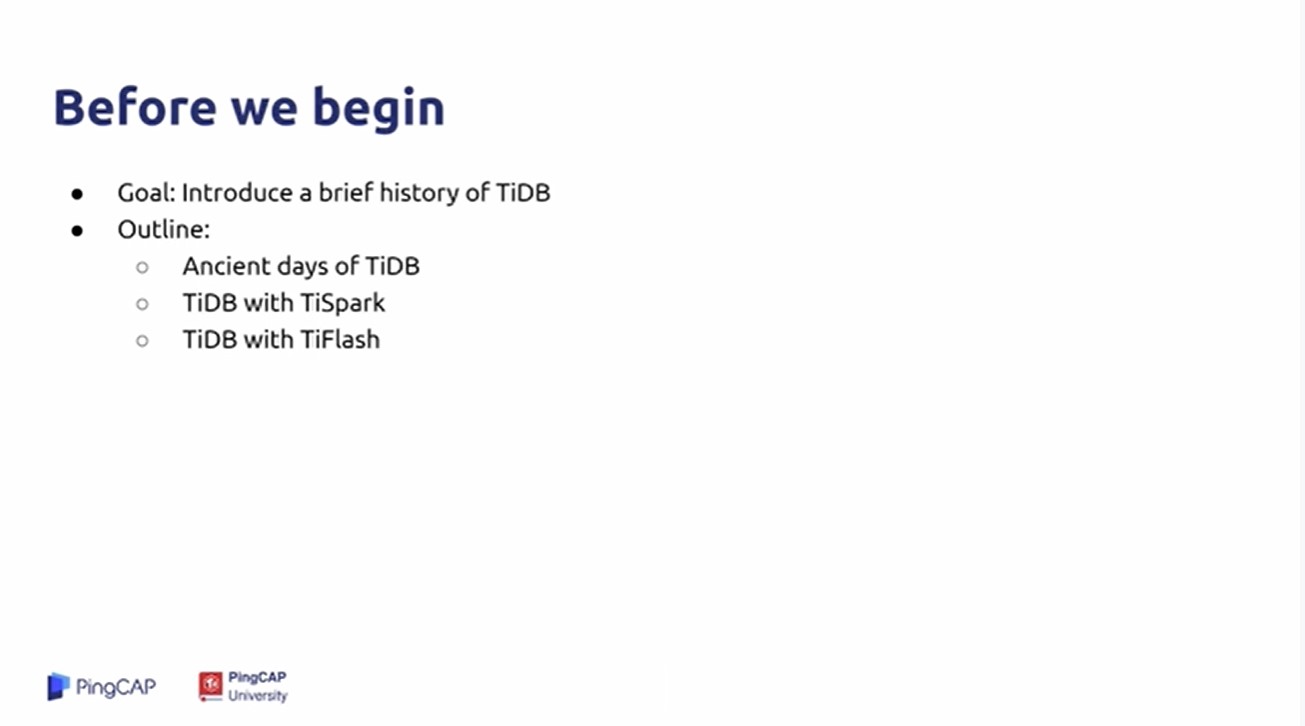 Before we begin
● Goal: Introduce a brief history of TiDB
● Outline:
○ Ancient days of TiDB
○ TiDB with TiSpark
○ TiDB with TiFlash
PingCAP
PingCAP
University